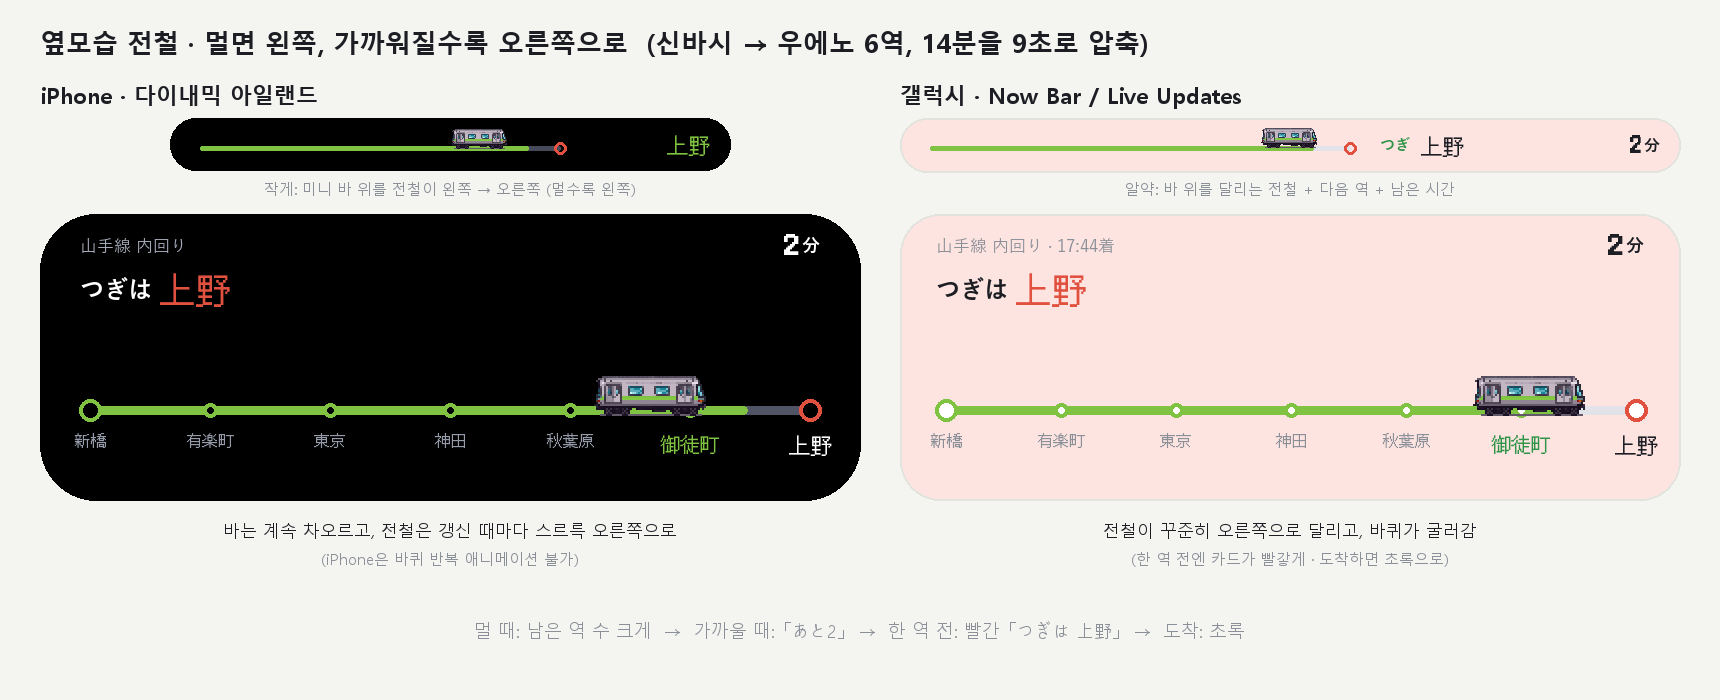 옆모습 전철 · 멀면 왼쪽, 가까워질수록 오른쪽으로 (신바시 → 우에노 6역, 14분을 9초로 압축)
iPhone · 다이내믹 아일랜드
上野
작게: 미니 바 위를 전철이 왼쪽 → 오른쪽 (멀수록 왼쪽)
山手線 内回り
2分
つぎは 上野
新橋 有楽町 東京 神田 秋葉原 御徒町 上野
바는 계속 차오르고, 전철은 갱신 때마다 스르륵 오른쪽으로
(iPhone은 바퀴 반복 애니메이션 불가)
갤럭시 · Now Bar / Live Updates
つぎ 上野 2分
알약: 바 위를 달리는 전철 + 다음 역 + 남은 시간
山手線 内回り · 17:44着
2分
つぎは 上野
新橋 有楽町 東京 神田 秋葉原 御徒町 上野
전철이 꾸준히 오른쪽으로 달리고, 바퀴가 굴러감
(한 역 전엔 카드가 빨갛게 · 도착하면 초록으로)
멀 때: 남은 역 수 크게 → 가까울 때: 「あと2」 → 한 역 전: 빨간 「つぎは 上野」 → 도착: 초록